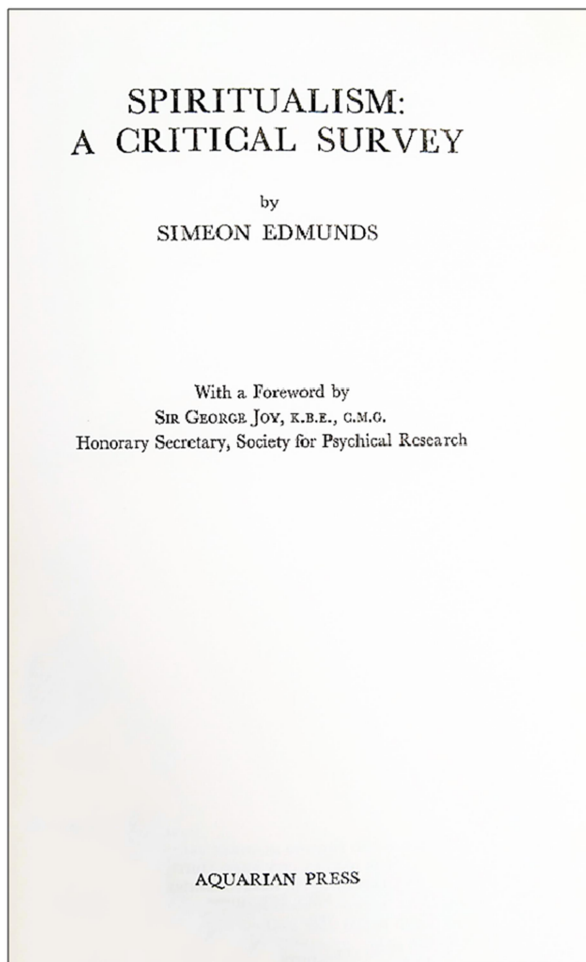 SPIRITUALISM:
A CRITICAL SURVEY
by
SIMEON EDMUNDS
With a Foreword by
SIR GEORGE JOY, K.B.E., C.M.G.
Honorary Secretary, Society for Psychical Research
AQUARIAN PRESS